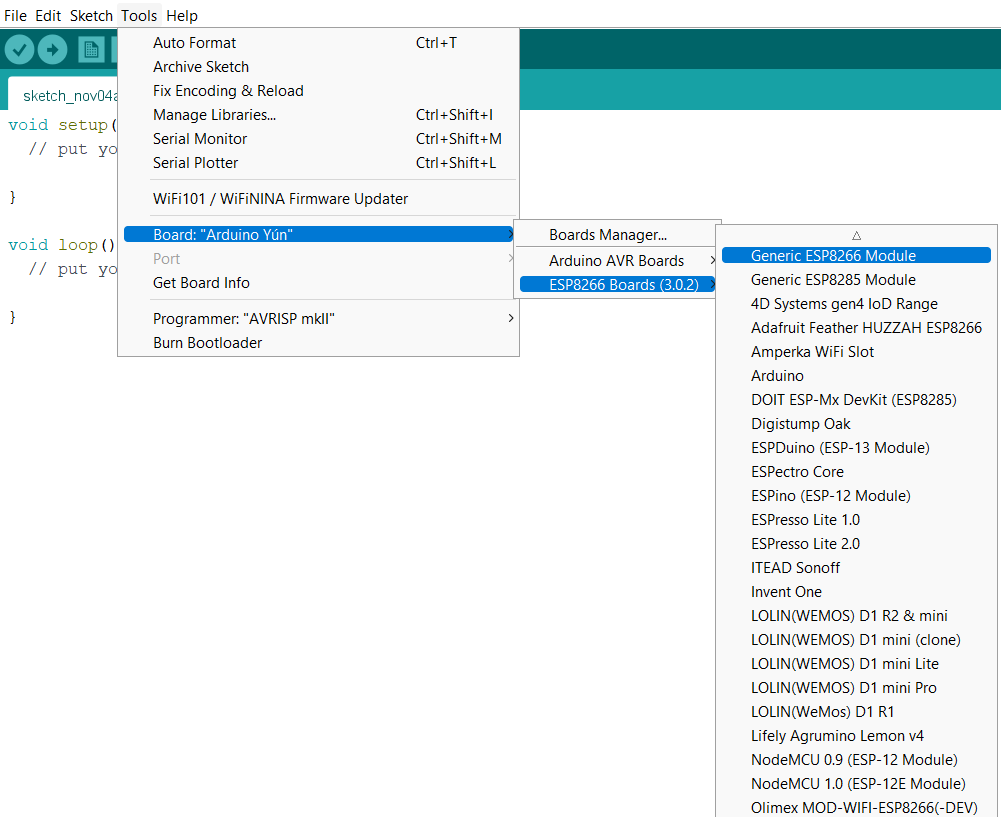 File Edit Sketch Tools Help
Auto Format Ctrl+T
Archive Sketch
Fix Encoding & Reload
Manage Libraries... Ctrl+Shift+I
Serial Monitor Ctrl+Shift+M
Serial Plotter Ctrl+Shift+L
WiFi101 / WiFiNINA Firmware Updater
Board: "Arduino Yún"
Port
Get Board Info
Programmer: "AVRISP mkII"
Burn Bootloader
sketch_nov04a
void setup(
// put yo
}
void loop()
// put yo
}
Boards Manager...
Arduino AVR Boards
ESP8266 Boards (3.0.2)
Generic ESP8266 Module
Generic ESP8285 Module
4D Systems gen4 IoD Range
Adafruit Feather HUZZAH ESP8266
Amperka WiFi Slot
Arduino
DOIT ESP-Mx DevKit (ESP8285)
Digistump Oak
ESPDuino (ESP-13 Module)
ESPectro Core
ESPino (ESP-12 Module)
ESPresso Lite 1.0
ESPresso Lite 2.0
ITEAD Sonoff
Invent One
LOLIN(WEMOS) D1 R2 & mini
LOLIN(WEMOS) D1 mini (clone)
LOLIN(WEMOS) D1 mini Lite
LOLIN(WEMOS) D1 mini Pro
LOLIN(WeMos) D1 R1
Lifely Agrumino Lemon v4
NodeMCU 0.9 (ESP-12 Module)
NodeMCU 1.0 (ESP-12E Module)
Olimex MOD-WIFI-ESP8266(-DEV)